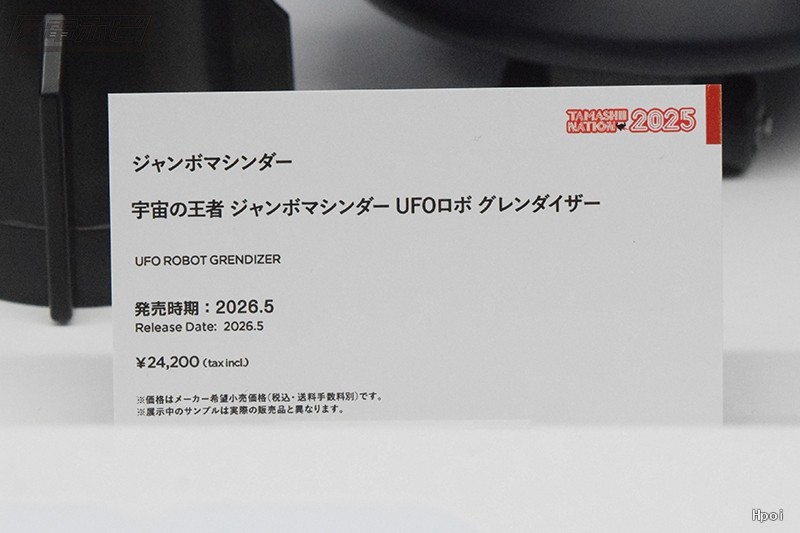 TAMASHII
NATION 2025
ジャンボマシンダー
宇宙の王者 ジャンボマシンダー UFOロボ グレンダイザー
UFO ROBOT GRENDIZER
発売時期：2026.5
Release Date: 2026.5
¥24,200 (tax incl.)
※価格はメーカー希望小売価格(税込・送料手数料別)です。
※展示中のサンプルは実際の販売品と異なります。
Hpoi